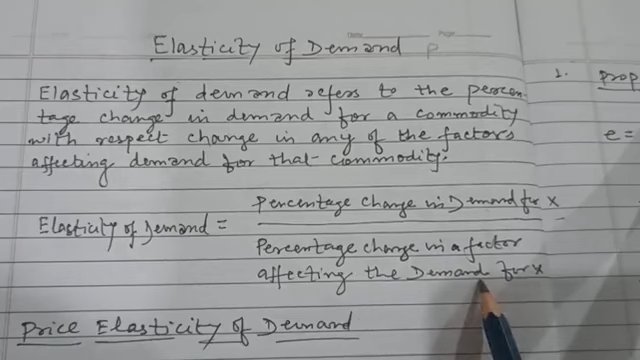 Elasticity of Demand
Elasticity of demand refers to the percen-
tage change in demand for a commodity
with respect change in any of the factors
affecting demand for that commodity.
Elasticity of Demand = Percentage change in Demand for X
Percentage change in a factor
affecting the Demand for X
Price Elasticity of Demand
1. Prop
e =